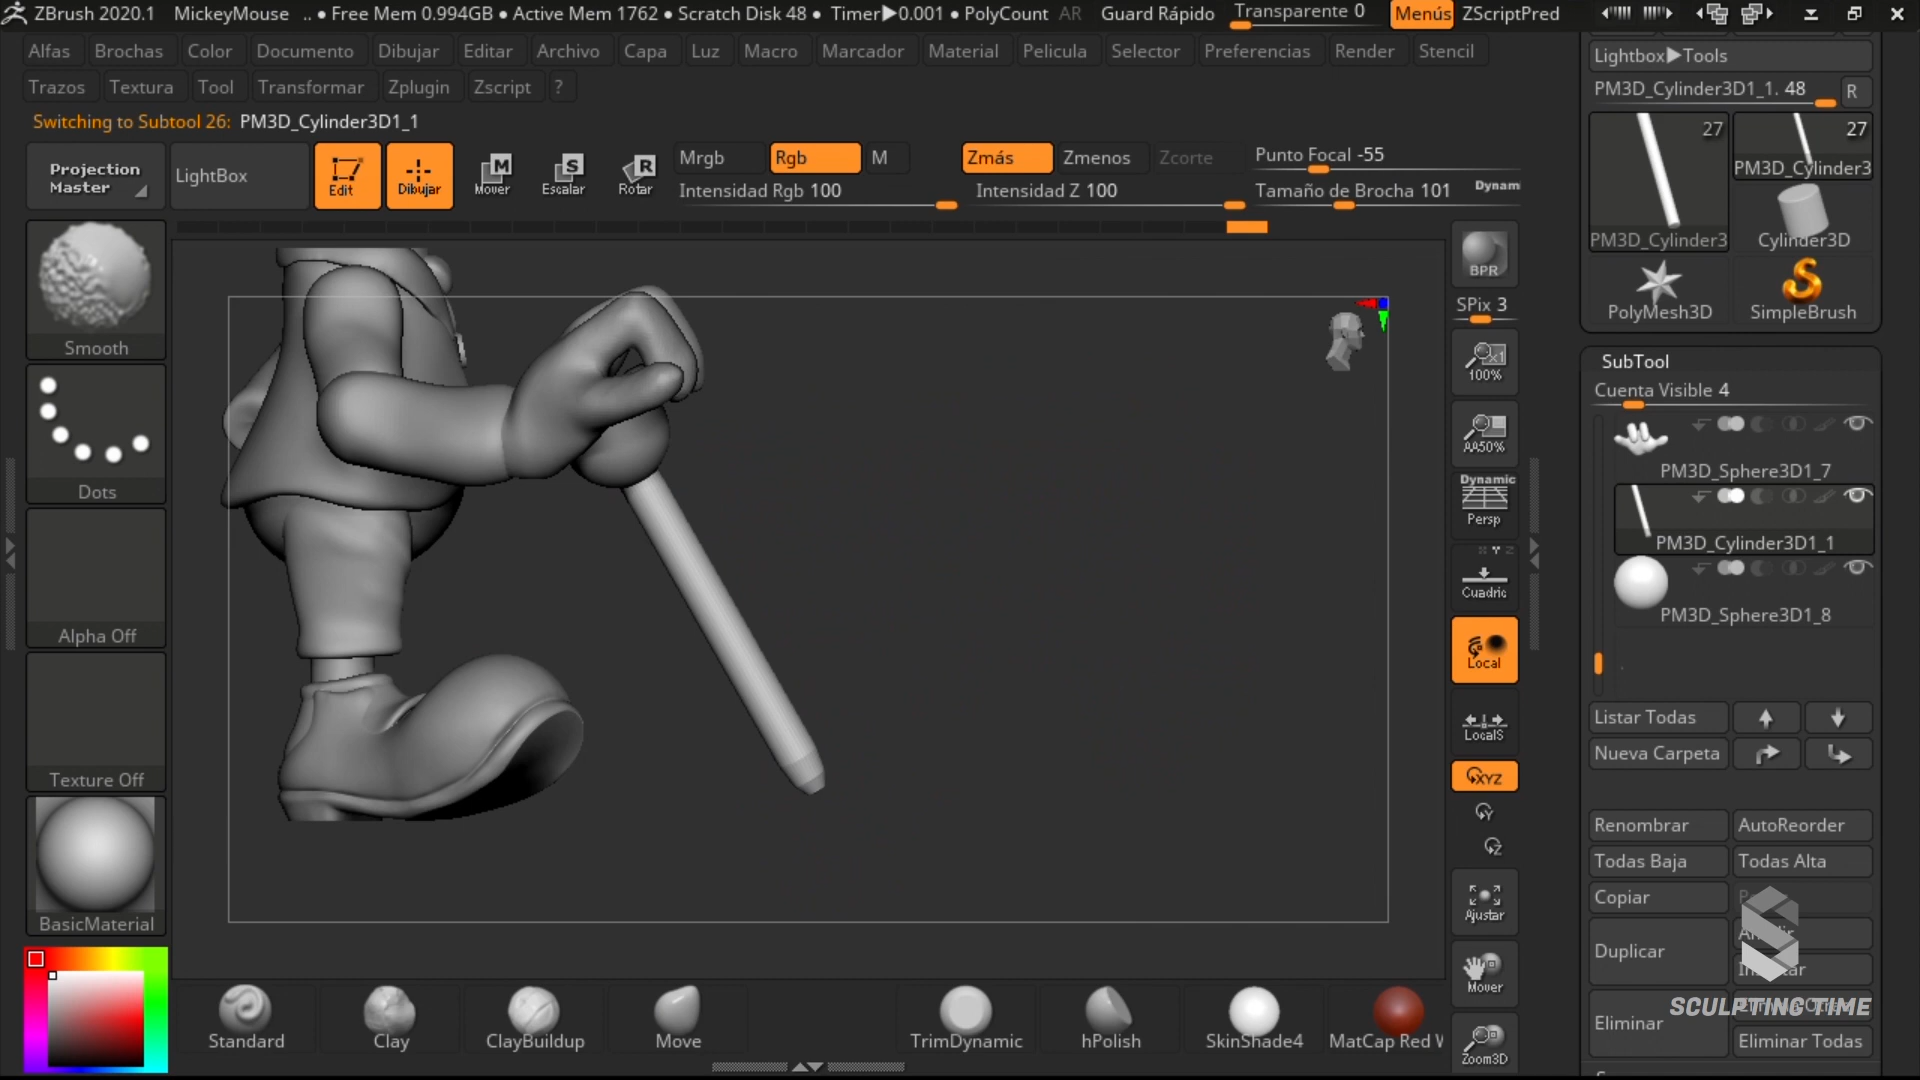 ZBrush 2020.1 MickeyMouse .. • Free Mem 0.994GB • Active Mem 1762 • Scratch Disk 48 • Timer▶0.001 • PolyCount AR Guard Rápido Transparente 0 Menús ZScriptPred
Alfas Brochas Color Documento Dibujar Editar Archivo Capa Luz Macro Marcador Material Pelicula Selector Preferencias Render Stencil
Trazos Textura Tool Transformar Zplugin Zscript ?
Switching to Subtool 26: PM3D_Cylinder3D1_1
Projection Master
LightBox
Edit
Dibujar
M Mover
S Escalar
R Rotar
Mrgb Rgb M
Intensidad Rgb 100
Zmás Zmenos Zcorte
Intensidad Z 100
Punto Focal -55
Tamaño de Brocha 101
Dynam
Smooth
Dots
Alpha Off
Texture Off
BasicMaterial
BPR
SPix 3
x1
100%
AA50%
Dynamic
Persp
Cuadric
Local
LocalS
XYZ
Y
Z
Ajustar
Mover
Zoom3D
Standard Clay ClayBuildup Move TrimDynamic hPolish SkinShade4 MatCap Red W
Lightbox▶Tools
PM3D_Cylinder3D1_1. 48 R
27 27
PM3D_Cylinder3
PM3D_Cylinder3
Cylinder3D
PolyMesh3D SimpleBrush
SubTool
Cuenta Visible 4
PM3D_Sphere3D1_7
PM3D_Cylinder3D1_1
PM3D_Sphere3D1_8
Listar Todas
Nueva Carpeta
Renombrar AutoReorder
Todas Baja Todas Alta
Copiar
Duplicar
Eliminar
Eliminar Todas
SCULPTING TIME